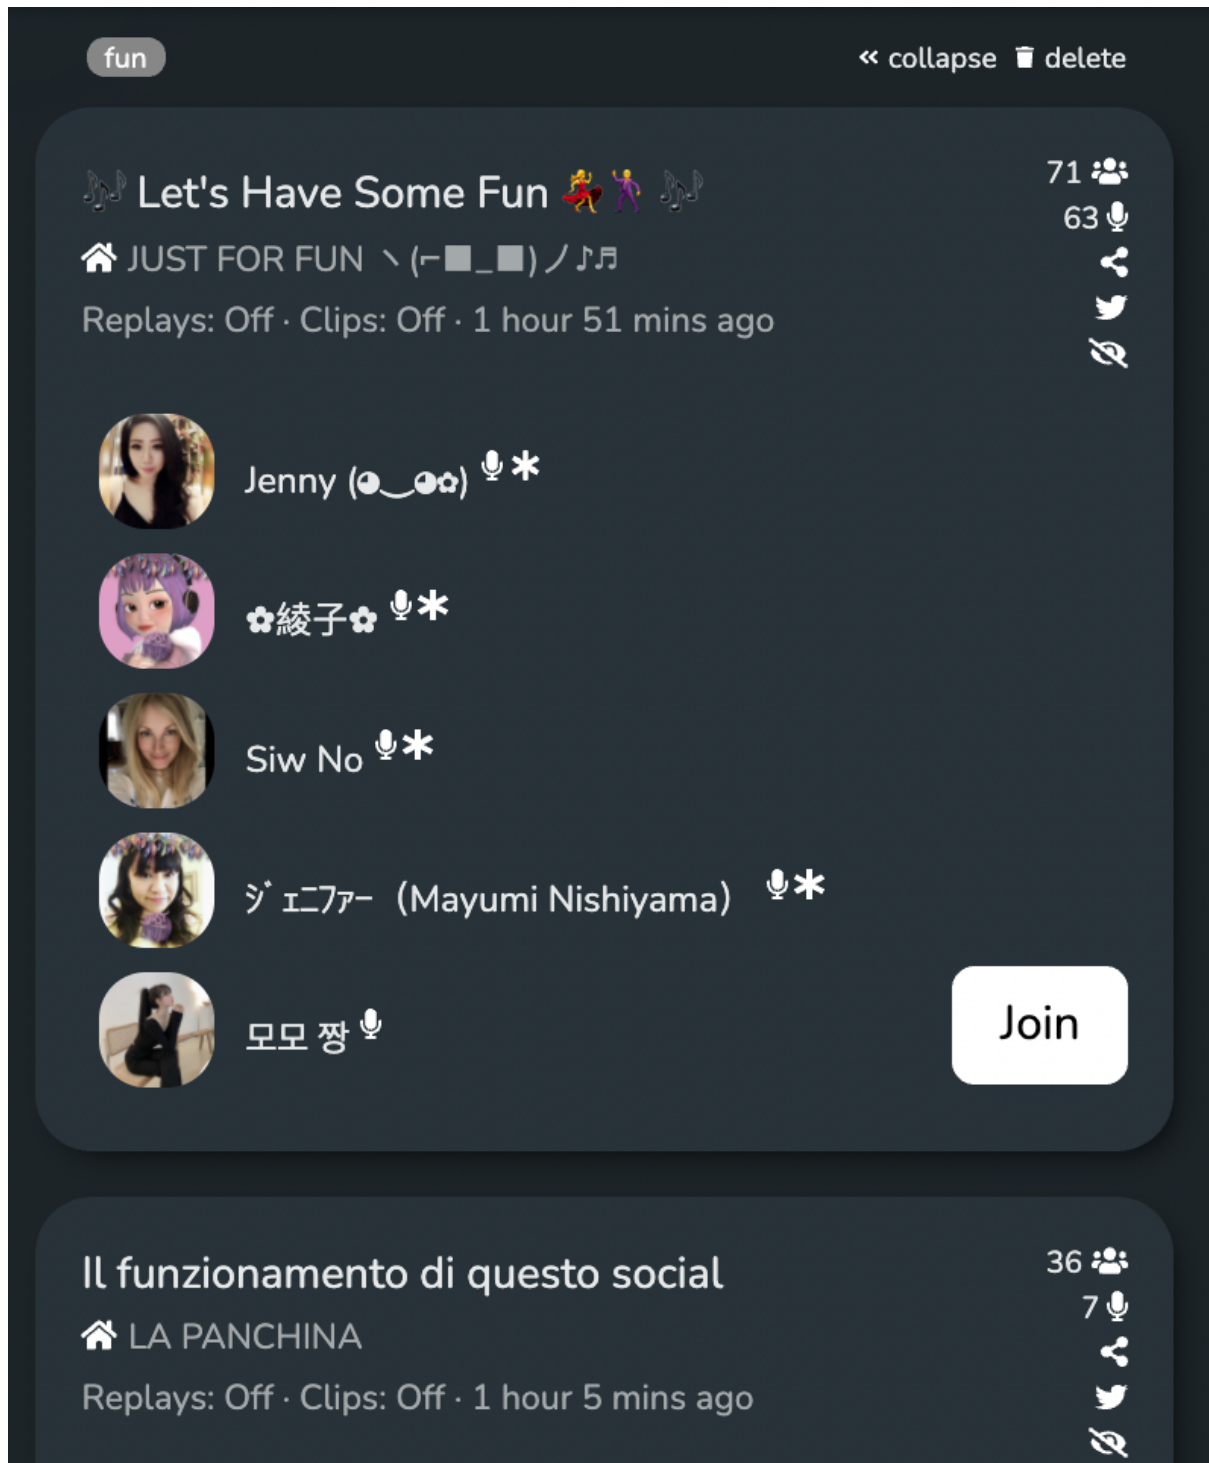 fun
« collapse delete
🎶 Let's Have Some Fun 💃🕺 🎶
71
63
JUST FOR FUN ヽ(⌐■_■)ノ♪♬
Replays: Off · Clips: Off · 1 hour 51 mins ago
Jenny (◕‿◕✿)
✿綾子✿
Siw No
ｼﾞｪﾆﾌｧｰ（Mayumi Nishiyama）
모모 짱
Join
Il funzionamento di questo social
36
7
LA PANCHINA
Replays: Off · Clips: Off · 1 hour 5 mins ago